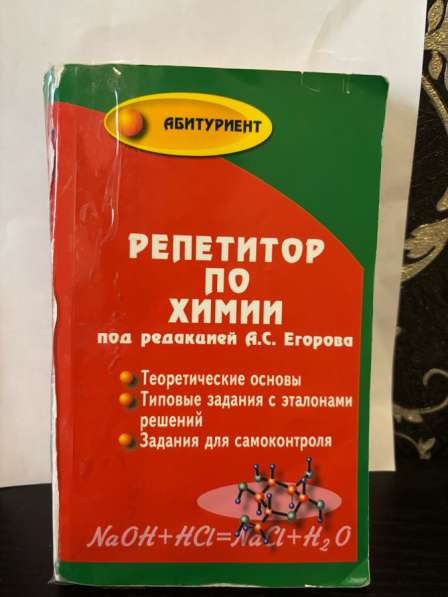 АБИТУРИЕНТ
РЕПЕТИТОР
ПО
ХИМИИ
под редакцией А.С. Егорова
Теоретические основы
Типовые задания с эталонами
решений
Задания для самоконтроля
NaOH+HCl=NaCl+H₂O